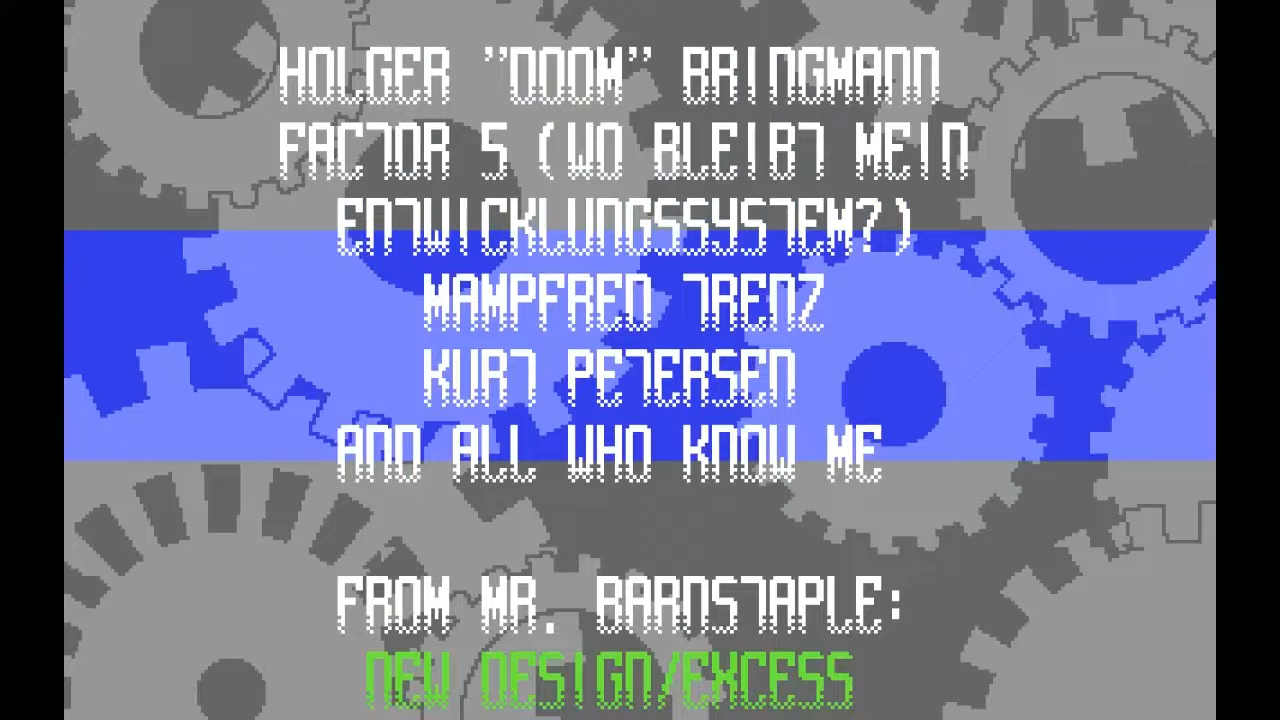 HOLGER "DOOM" BRINGMANN
FACTOR 5 (WO BLEIBT MEIN
ENTWICKLUNGSSYSTEM?)
MAMPFRED TRENZ
KURT PETERSEN
AND ALL WHO KNOW ME
FROM MR. BARNSTAPLE:
NEW DESIGN/EXCESS